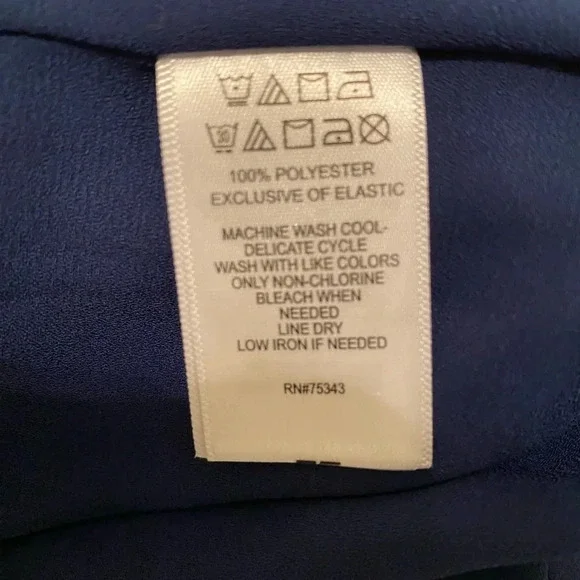 30
100% POLYESTER
EXCLUSIVE OF ELASTIC
MACHINE WASH COOL-
DELICATE CYCLE
WASH WITH LIKE COLORS
ONLY NON-CHLORINE
BLEACH WHEN
NEEDED
LINE DRY
LOW IRON IF NEEDED
RN#75343